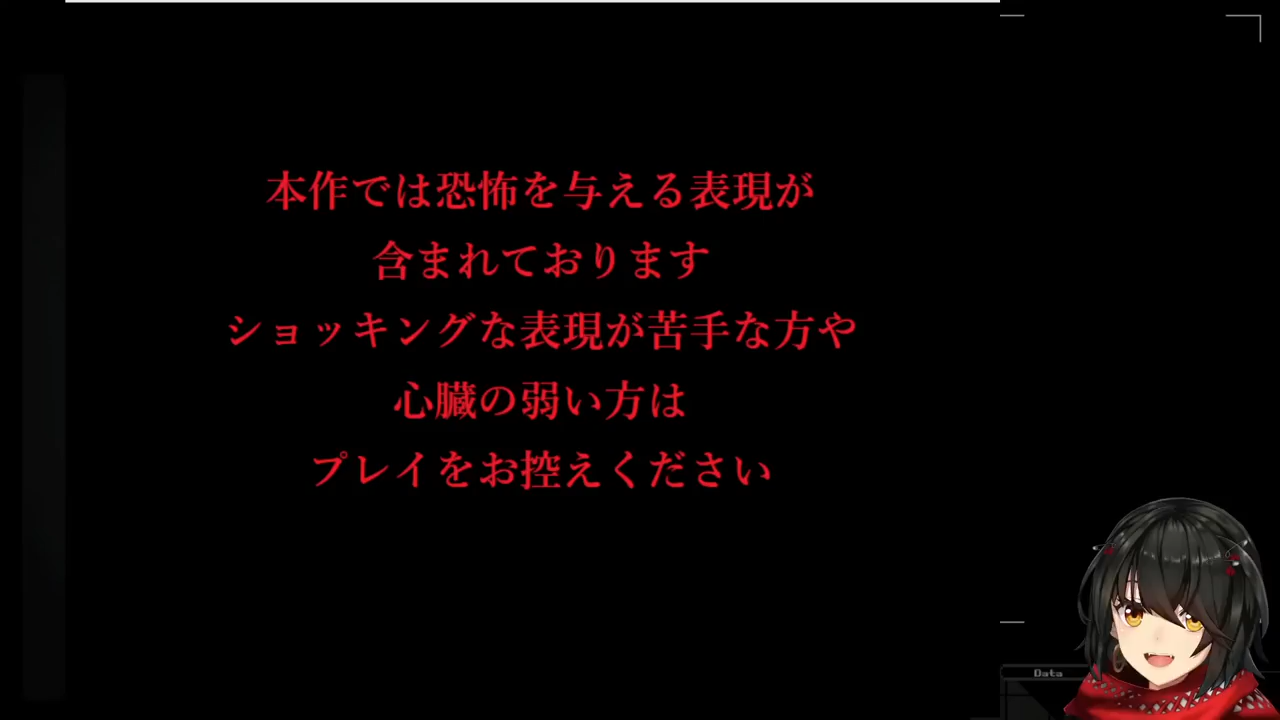 本作では恐怖を与える表現が
含まれております
ショッキングな表現が苦手な方や
心臓の弱い方は
プレイをお控えください
Data